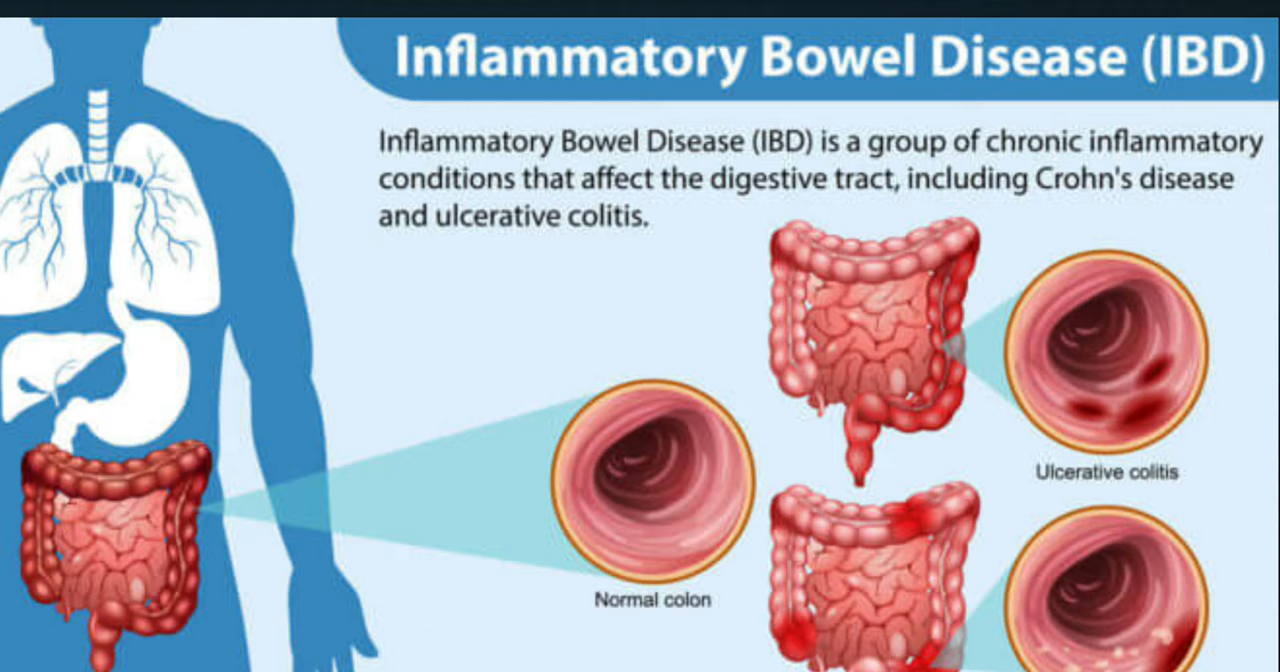 Inflammatory Bowel Disease (IBD)
Inflammatory Bowel Disease (IBD) is a group of chronic inflammatory
conditions that affect the digestive tract, including Crohn's disease
and ulcerative colitis.
Ulcerative colitis
Normal colon